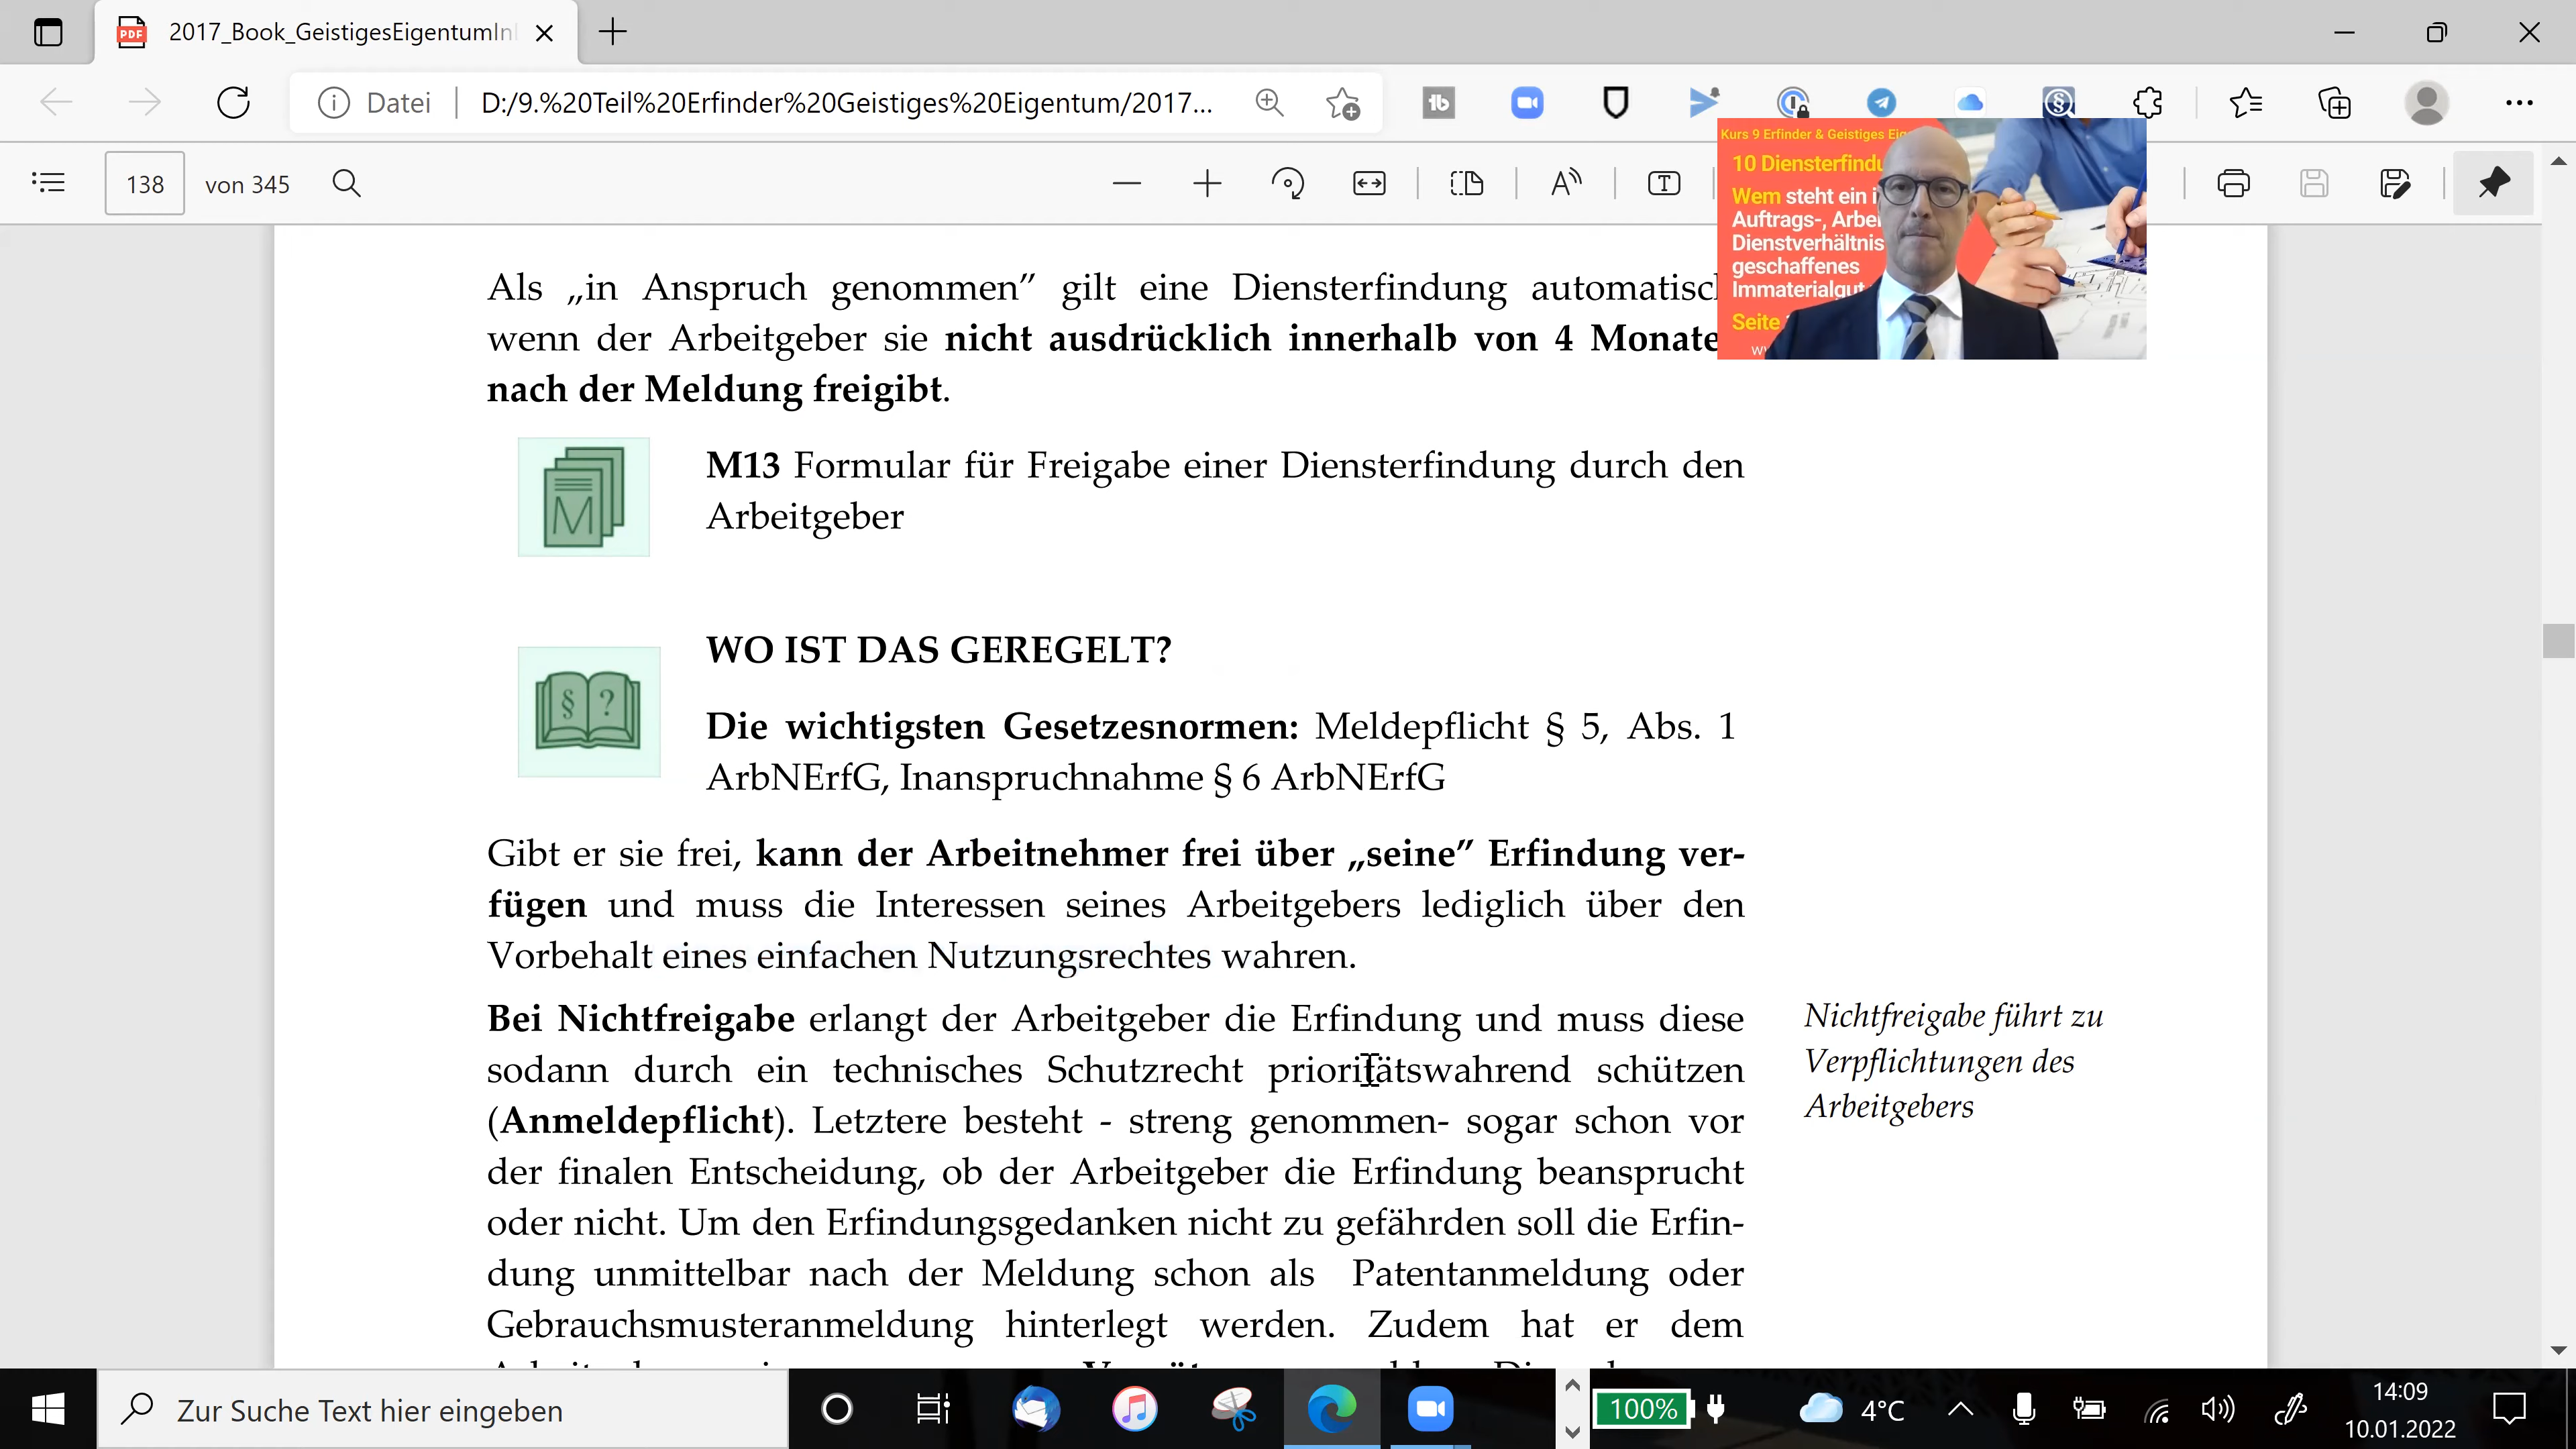 2017_Book_GeistigesEigentumIn
Datei
D:/9.%20Teil%20Erfinder%20Geistiges%20Eigentum/2017...
138 von 345
Kurs 9 Erfinder & Geistiges
10 Diensterfindu
Wem steht ein i
Auftrags-, Arbei
Dienstverhältnis
geschaffenes
Immaterialgut
Seite
Als „in Anspruch genommen” gilt eine Diensterfindung automatisch
wenn der Arbeitgeber sie nicht ausdrücklich innerhalb von 4 Monate
nach der Meldung freigibt.
M
M13 Formular für Freigabe einer Diensterfindung durch den
Arbeitgeber
WO IST DAS GEREGELT?
§ ?
Die wichtigsten Gesetzesnormen: Meldepflicht § 5, Abs. 1
ArbNErfG, Inanspruchnahme § 6 ArbNErfG
Gibt er sie frei, kann der Arbeitnehmer frei über „seine” Erfindung ver-
fügen und muss die Interessen seines Arbeitgebers lediglich über den
Vorbehalt eines einfachen Nutzungsrechtes wahren.
Bei Nichtfreigabe erlangt der Arbeitgeber die Erfindung und muss diese
sodann durch ein technisches Schutzrecht prioritätswahrend schützen
(Anmeldepflicht). Letztere besteht - streng genommen- sogar schon vor
der finalen Entscheidung, ob der Arbeitgeber die Erfindung beansprucht
oder nicht. Um den Erfindungsgedanken nicht zu gefährden soll die Erfin-
dung unmittelbar nach der Meldung schon als Patentanmeldung oder
Gebrauchsmusteranmeldung hinterlegt werden. Zudem hat er dem
Nichtfreigabe führt zu
Verpflichtungen des
Arbeitgebers
Zur Suche Text hier eingeben
100%
4°C
14:09
10.01.2022